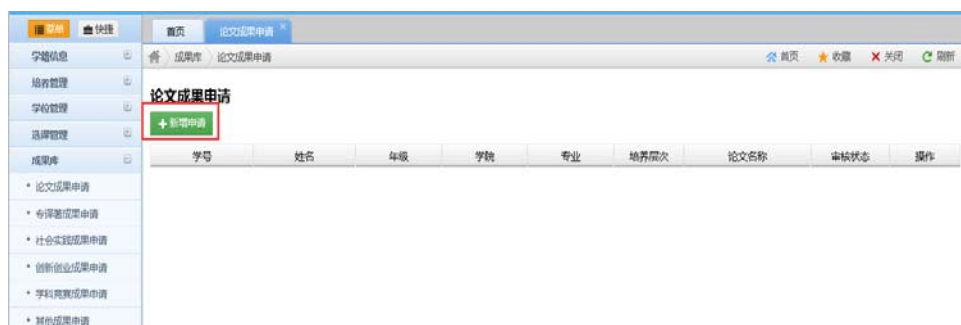 菜单 快捷
首页 论文成果申请
学籍信息
培养管理
学位管理
选课管理
成果库
论文成果申请
专译著成果申请
社会实践成果申请
创新创业成果申请
学科竞赛成果申请
其他成果申请
成果库 论文成果申请
首页 收藏 关闭 刷新
论文成果申请
新增申请
学号 姓名 年级 学院 专业 培养层次 论文名称 审核状态 操作